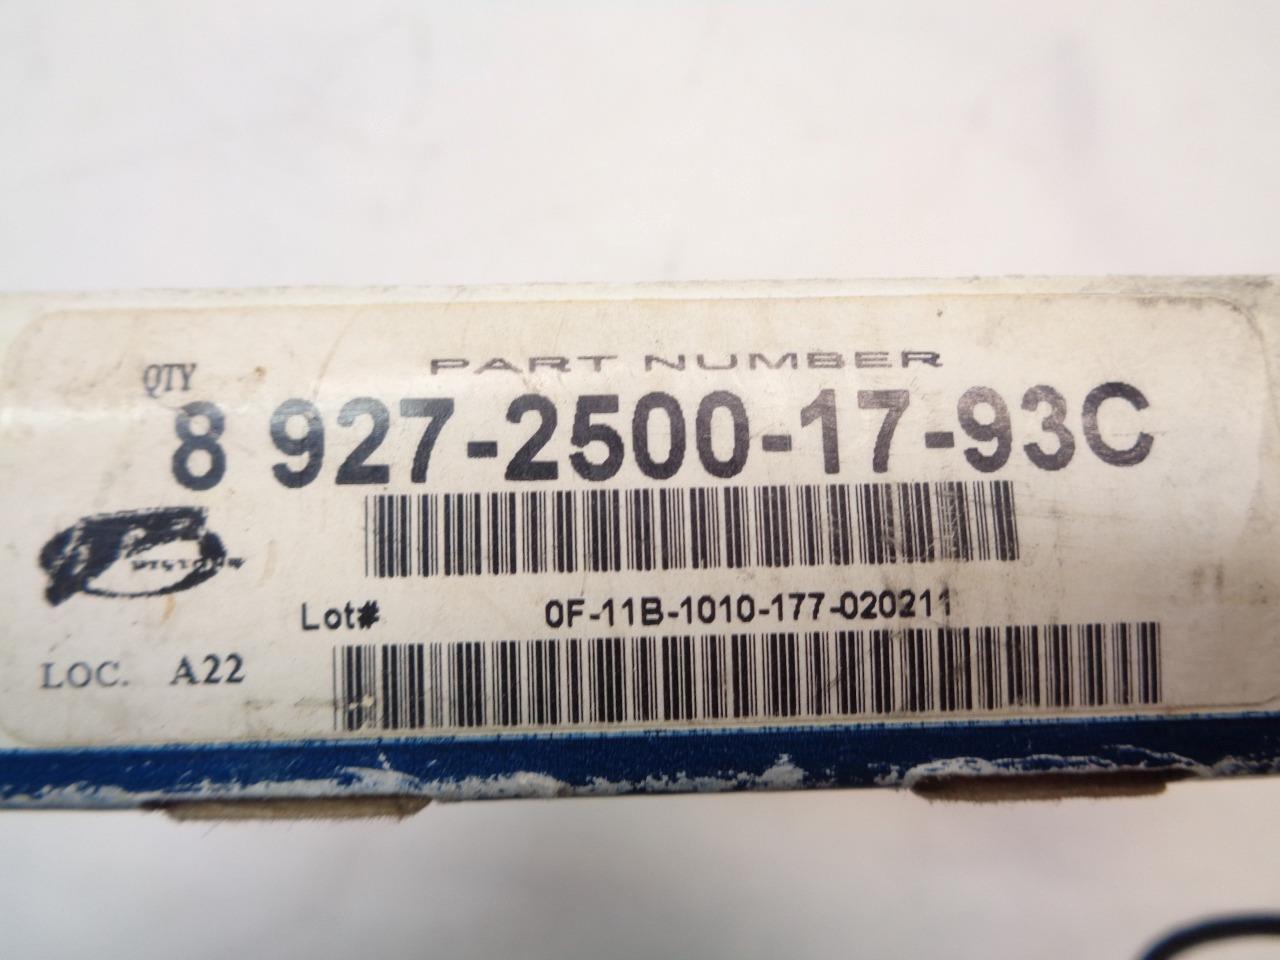 PART NUMBER
QTY
8 927-2500-17-93C
Lot# 0F-11B-1010-177-020211
LOC. A22